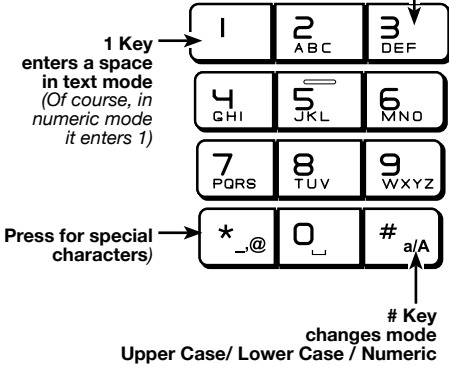 1 Key
enters a space
in text mode
(Of course, in
numeric mode
it enters 1)
1
2
ABC
3
DEF
4
GHI
5
JKL
6
MNO
7
PQRS
8
TUV
9
WXYZ
Press for special
characters)
* _,@
0 ⎵
# a/A
# Key
changes mode
Upper Case/ Lower Case / Numeric